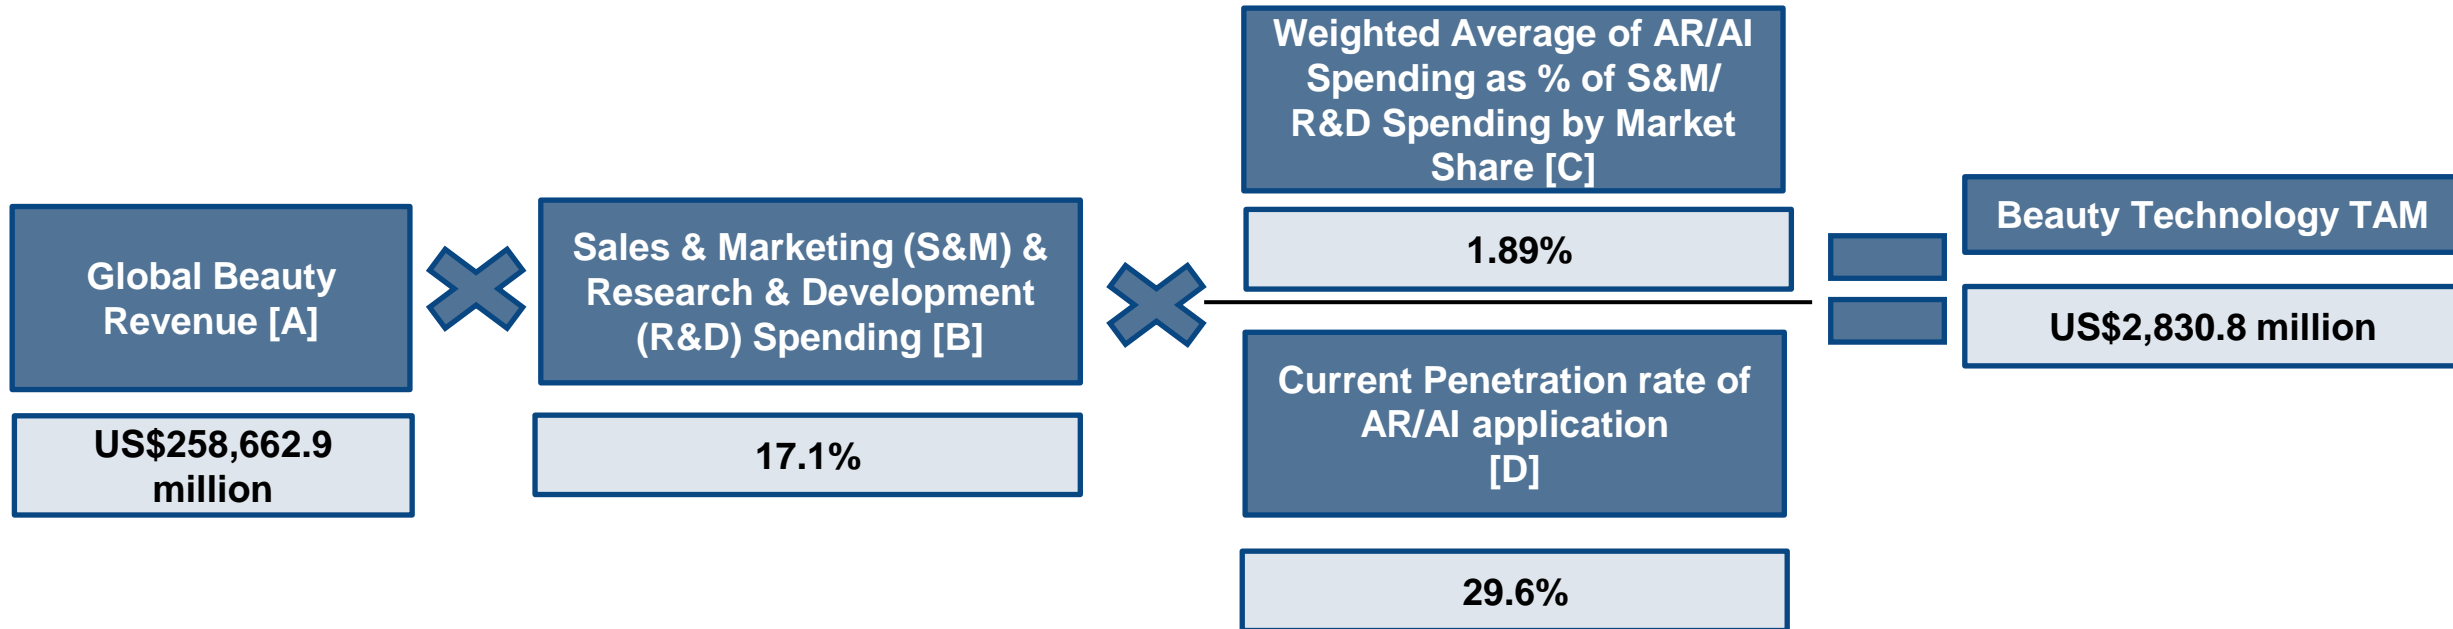 Global Beauty
Revenue [A]
US$258,662.9
million
Sales & Marketing (S&M) &
Research & Development
(R&D) Spending [B]
17.1%
Weighted Average of AR/AI
Spending as % of S&M/
R&D Spending by Market
Share [C]
1.89%
Current Penetration rate of
AR/AI application
[D]
29.6%
Beauty Technology TAM
US$2,830.8 million